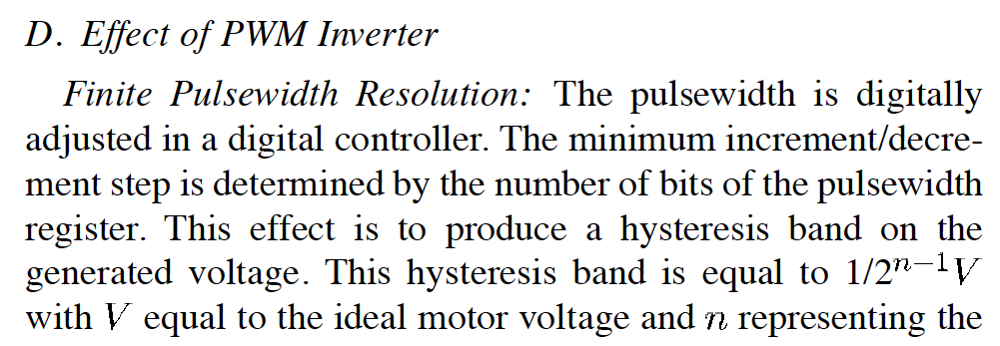 D. Effect of PWM Inverter
Finite Pulsewidth Resolution: The pulsewidth is digitally
adjusted in a digital controller. The minimum increment/decre-
ment step is determined by the number of bits of the pulsewidth
register. This effect is to produce a hysteresis band on the
generated voltage. This hysteresis band is equal to 1/2^{n-1}V
with V equal to the ideal motor voltage and n representing the